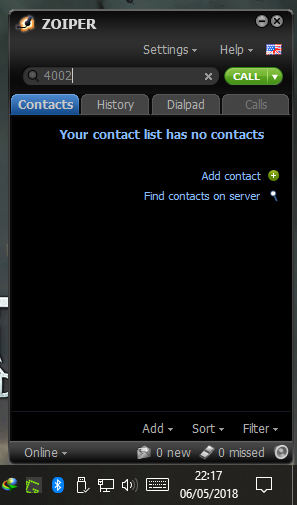 ZOIPER
Settings Help
4002 CALL
Contacts History Dialpad Calls
Your contact list has no contacts
Add contact
Find contacts on server
Add Sort Filter
Online 0 new 0 missed
22:17
06/05/2018